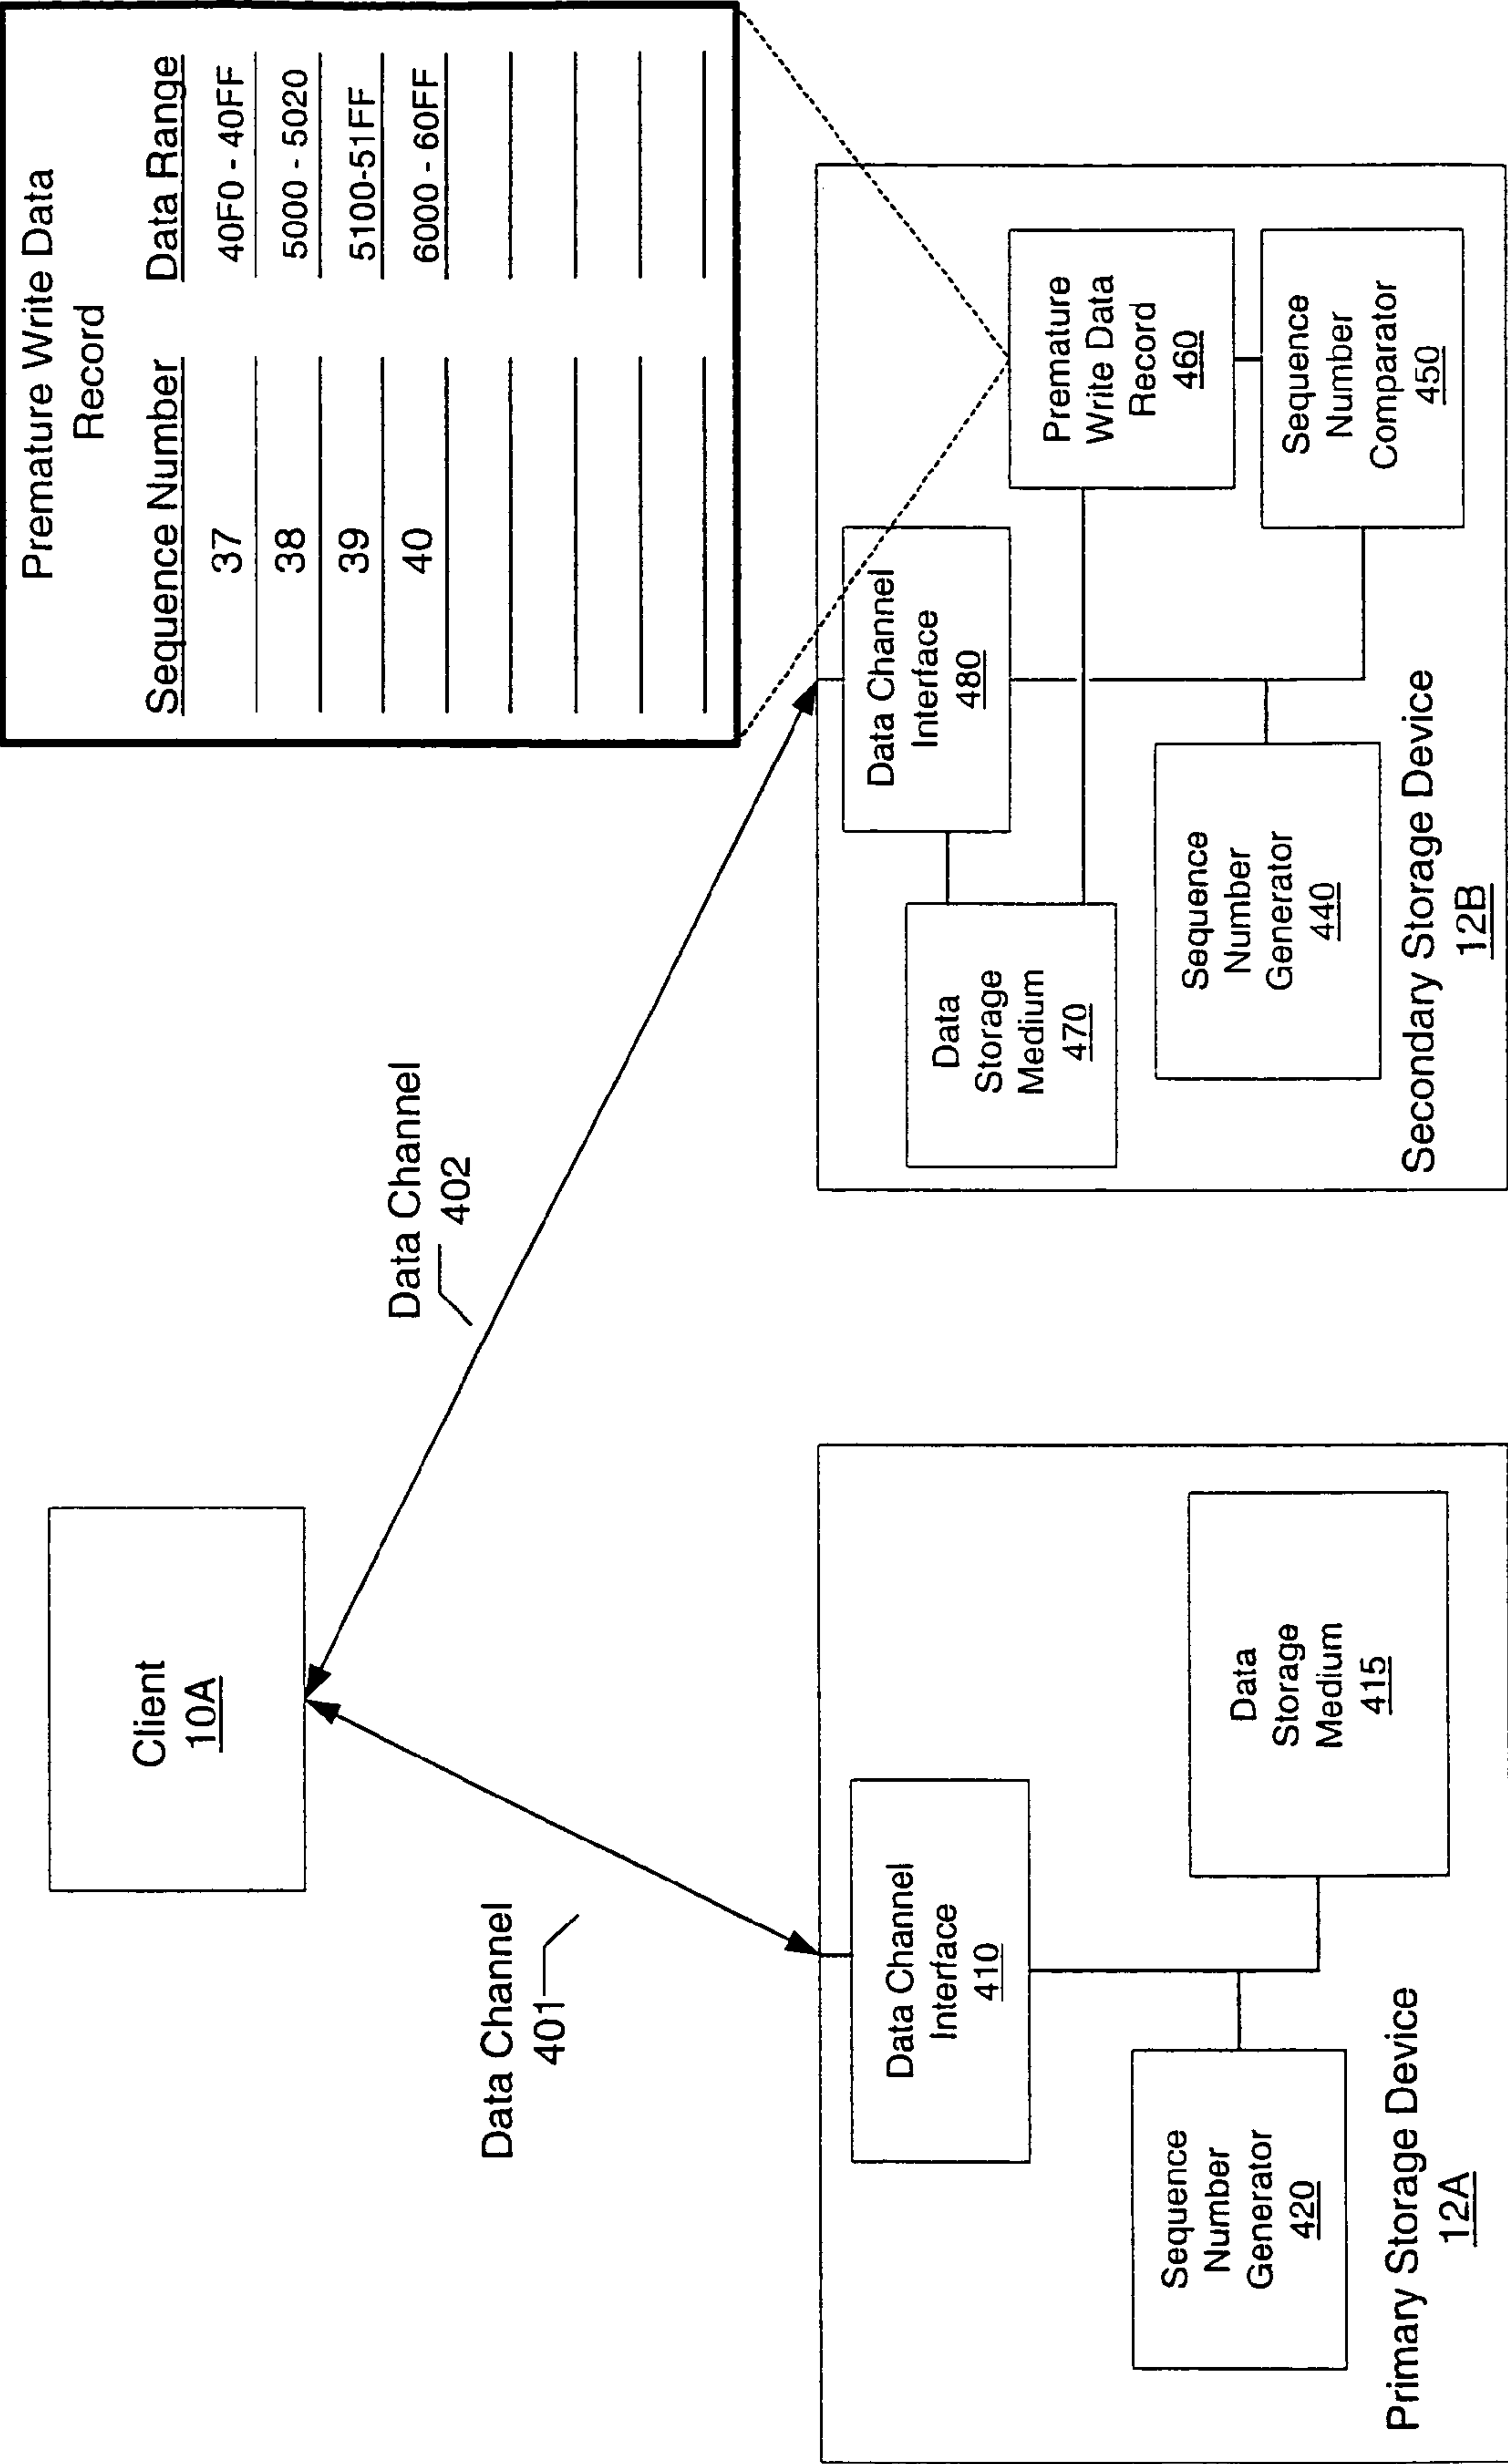 Premature Write Data
Record
Sequence Number Data Range
37 40F0 - 40FF
38 5000 - 5020
39 5100-51FF
40 6000 - 60FF
Client
10A
Data Channel
402
Data Channel
401
Data Channel
Interface
410
Data
Storage
Medium
415
Sequence
Number
Generator
420
Primary Storage Device
12A
Data Channel
Interface
480
Data
Storage
Medium
470
Premature
Write Data
Record
460
Sequence
Number
Generator
440
Sequence
Number
Comparator
450
Secondary Storage Device
12B